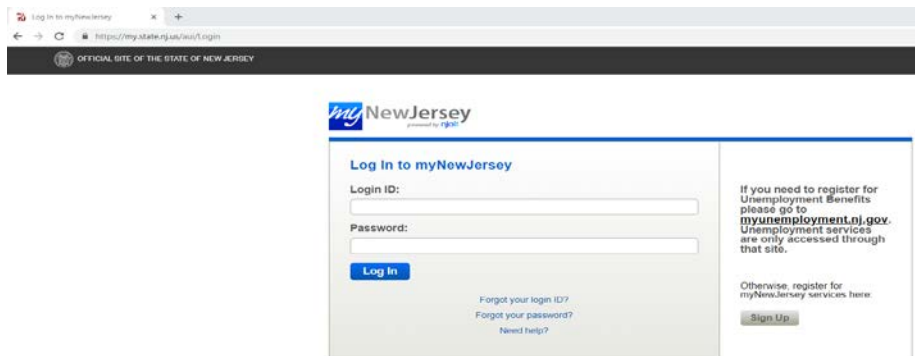 Log In to myNewJersey
https://my.state.nj.us/aui/Login
OFFICIAL SITE OF THE STATE OF NEW JERSEY
my NewJersey
powered by njoit
Log In to myNewJersey
Login ID:
Password:
Log In
Forgot your login ID?
Forgot your password?
Need help?
If you need to register for
Unemployment Benefits
please go to
myunemployment.nj.gov.
Unemployment services
are only accessed through
that site.
Otherwise, register for
myNewJersey services here:
Sign Up